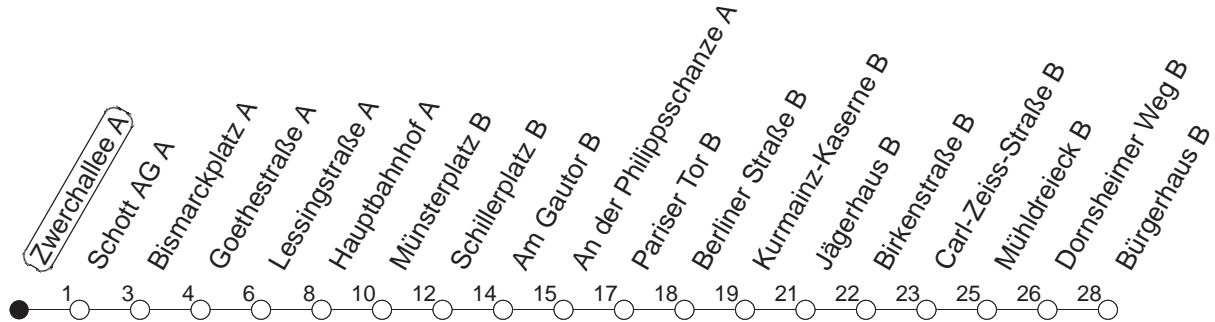 Zwerchallee A
Schott AG A
Bismarckplatz A
Goethestraße A
Lessingstraße A
Hauptbahnhof A
Münsterplatz B
Schillerplatz B
Am Gautor B
An der Philippsschanze A
Pariser Tor B
Berliner Straße B
Kurmainz-Kaserne B
Jägerhaus B
Birkenstraße B
Carl-Zeiss-Straße B
Mühldreieck B
Dornsheimer Weg B
Bürgerhaus B
1 3 4 6 8 10 12 14 15 17 18 19 21 22 23 25 26 28